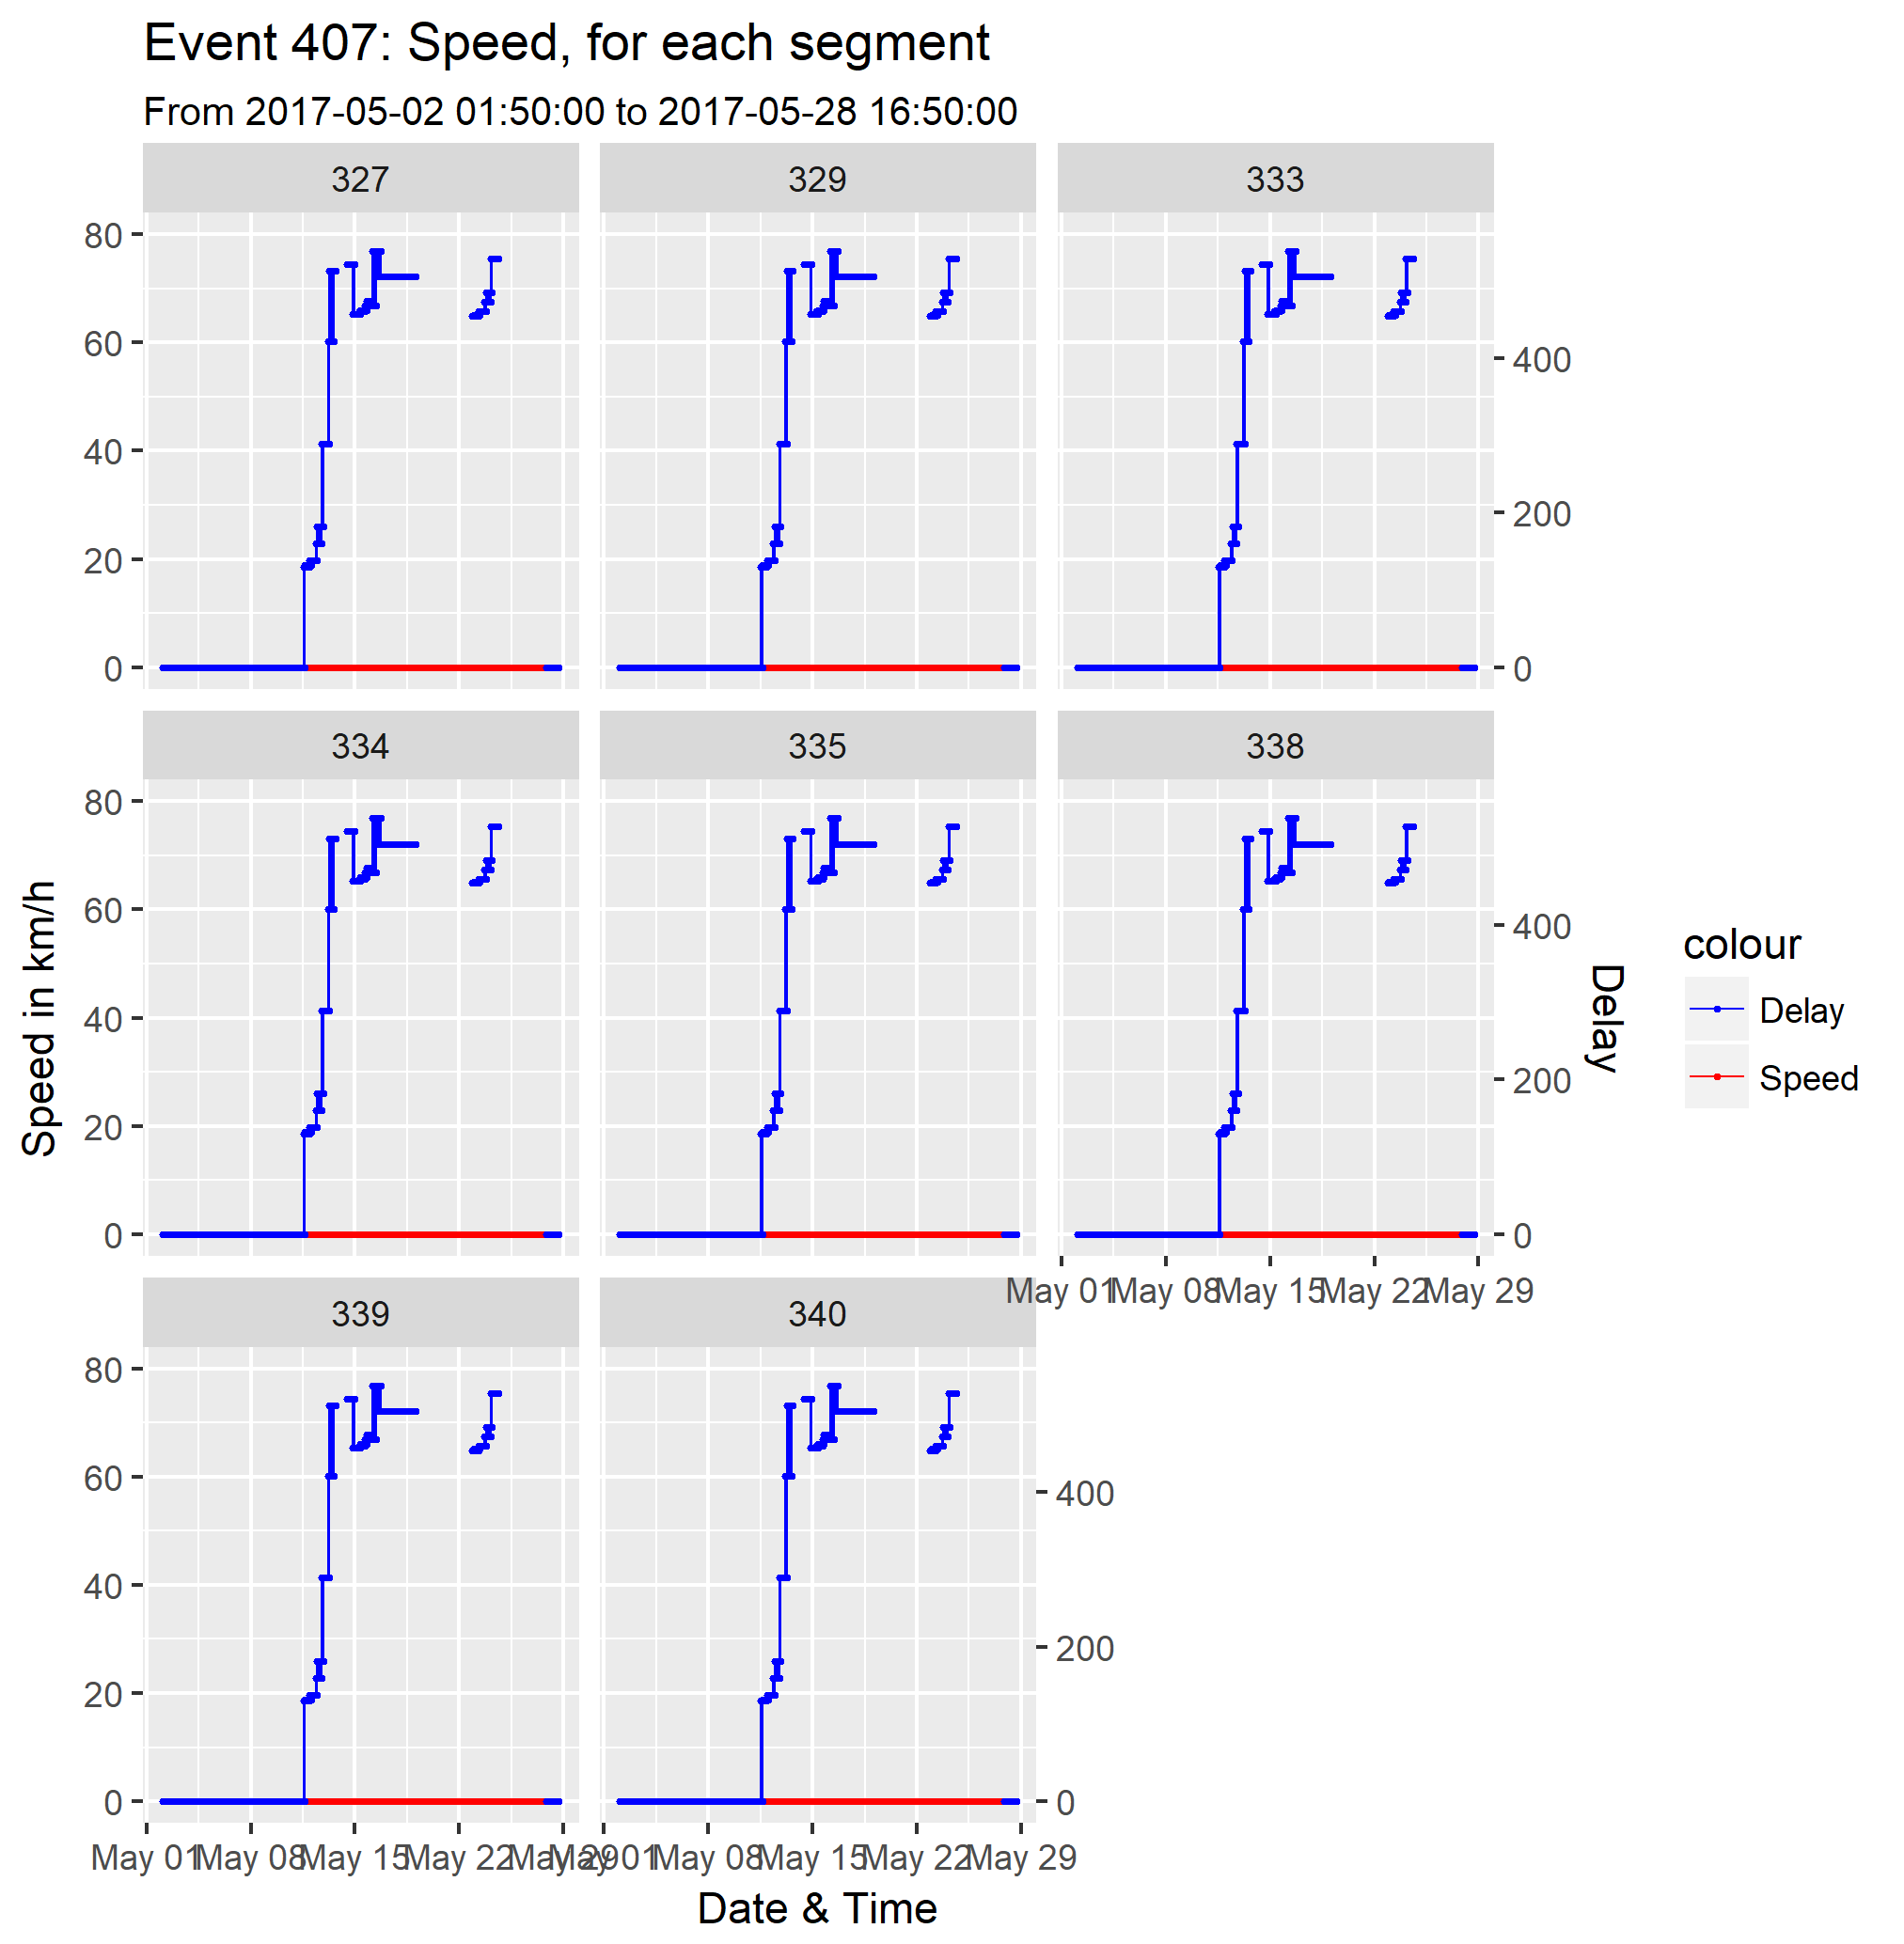 Event 407: Speed, for each segment
From 2017-05-02 01:50:00 to 2017-05-28 16:50:00
327 329 333
80
60
40
20
0
400
200
0
334 335 338
80
60
40
20
0
400
200
0
May 01 May 08 May 15 May 22 May 29
339 340
80
60
40
20
0
400
200
0
May 01 May 08 May 15 May 22 May 29 May 01 May 08 May 15 May 22 May 29
Date & Time
Speed in km/h
Delay
colour
Delay
Speed